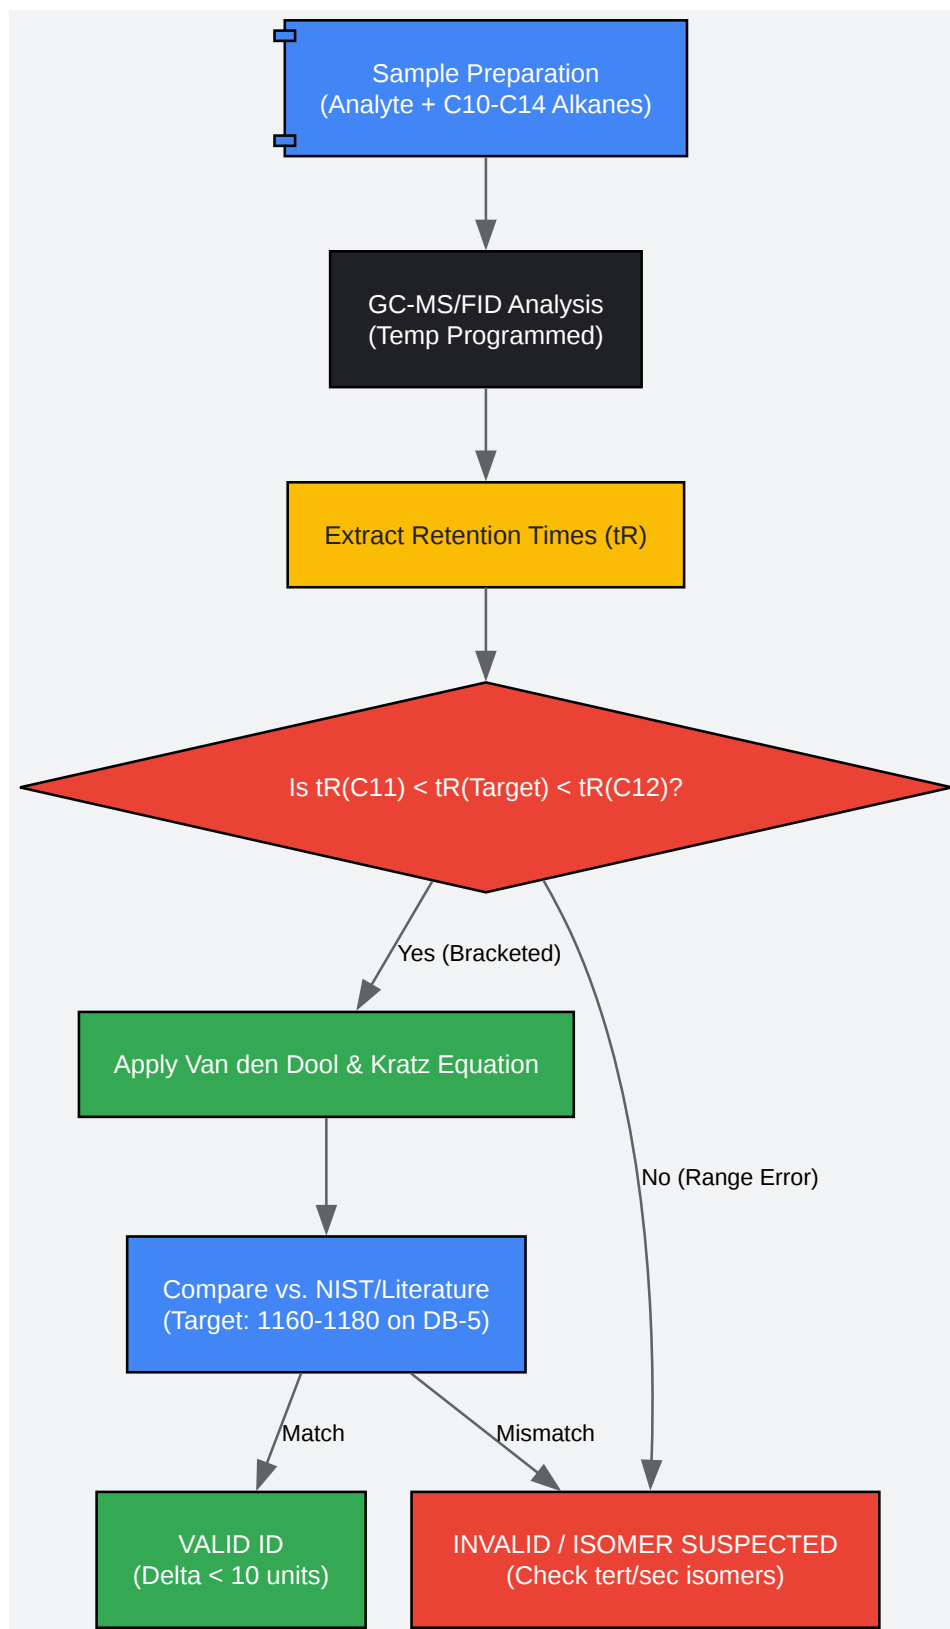 Sample Preparation
(Analyte + C10-C14 Alkanes)
GC-MS/FID Analysis
(Temp Programmed)
Extract Retention Times (tR)
Is tR(C11) < tR(Target) < tR(C12)?
Yes (Bracketed)
Apply Van den Dool & Kratz Equation
No (Range Error)
Compare vs. NIST/Literature
(Target: 1160-1180 on DB-5)
Match
Mismatch
VALID ID
(Delta < 10 units)
INVALID / ISOMER SUSPECTED
(Check tert/sec isomers)